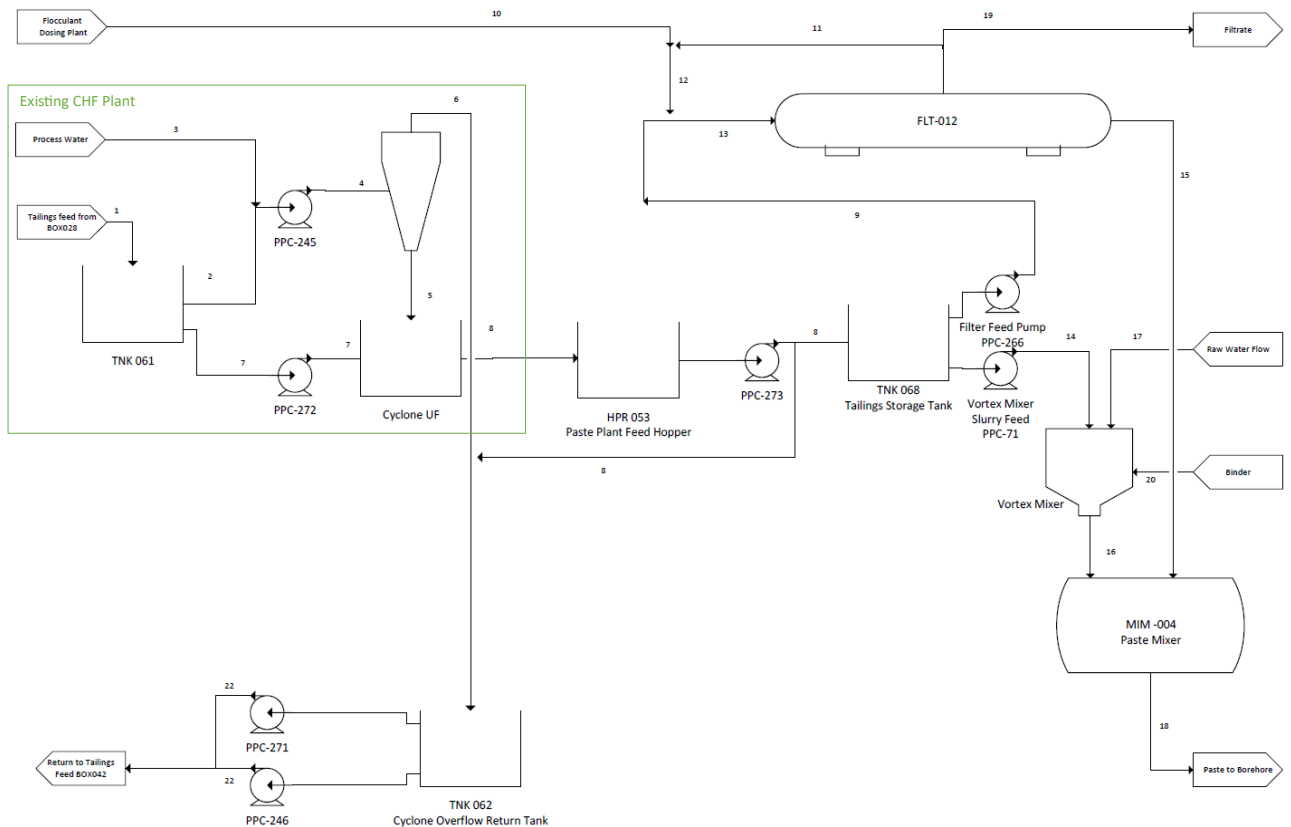 10
Flocculant
Dosing Plant
19
Filtrate
11
12
Existing CHF Plant
6
3
Process Water
13
FLT-012
4
15
Tailings feed from
BOX028
1
9
PPC-245
2
5
8
8
TNK 061
7
7
PPC-272
Cyclone UF
HPR 053
Paste Plant Feed Hopper
PPC-273
TNK 068
Tailings Storage Tank
Filter Feed Pump
PPC-266
14
17
Raw Water Flow
Vortex Mixer
Slurry Feed
PPC-71
8
Binder
20
Vortex Mixer
16
MIM -004
Paste Mixer
22
18
PPC-271
Return to Tailings
Feed BOX042
22
Paste to Borehore
PPC-246
TNK 062
Cyclone Overflow Return Tank